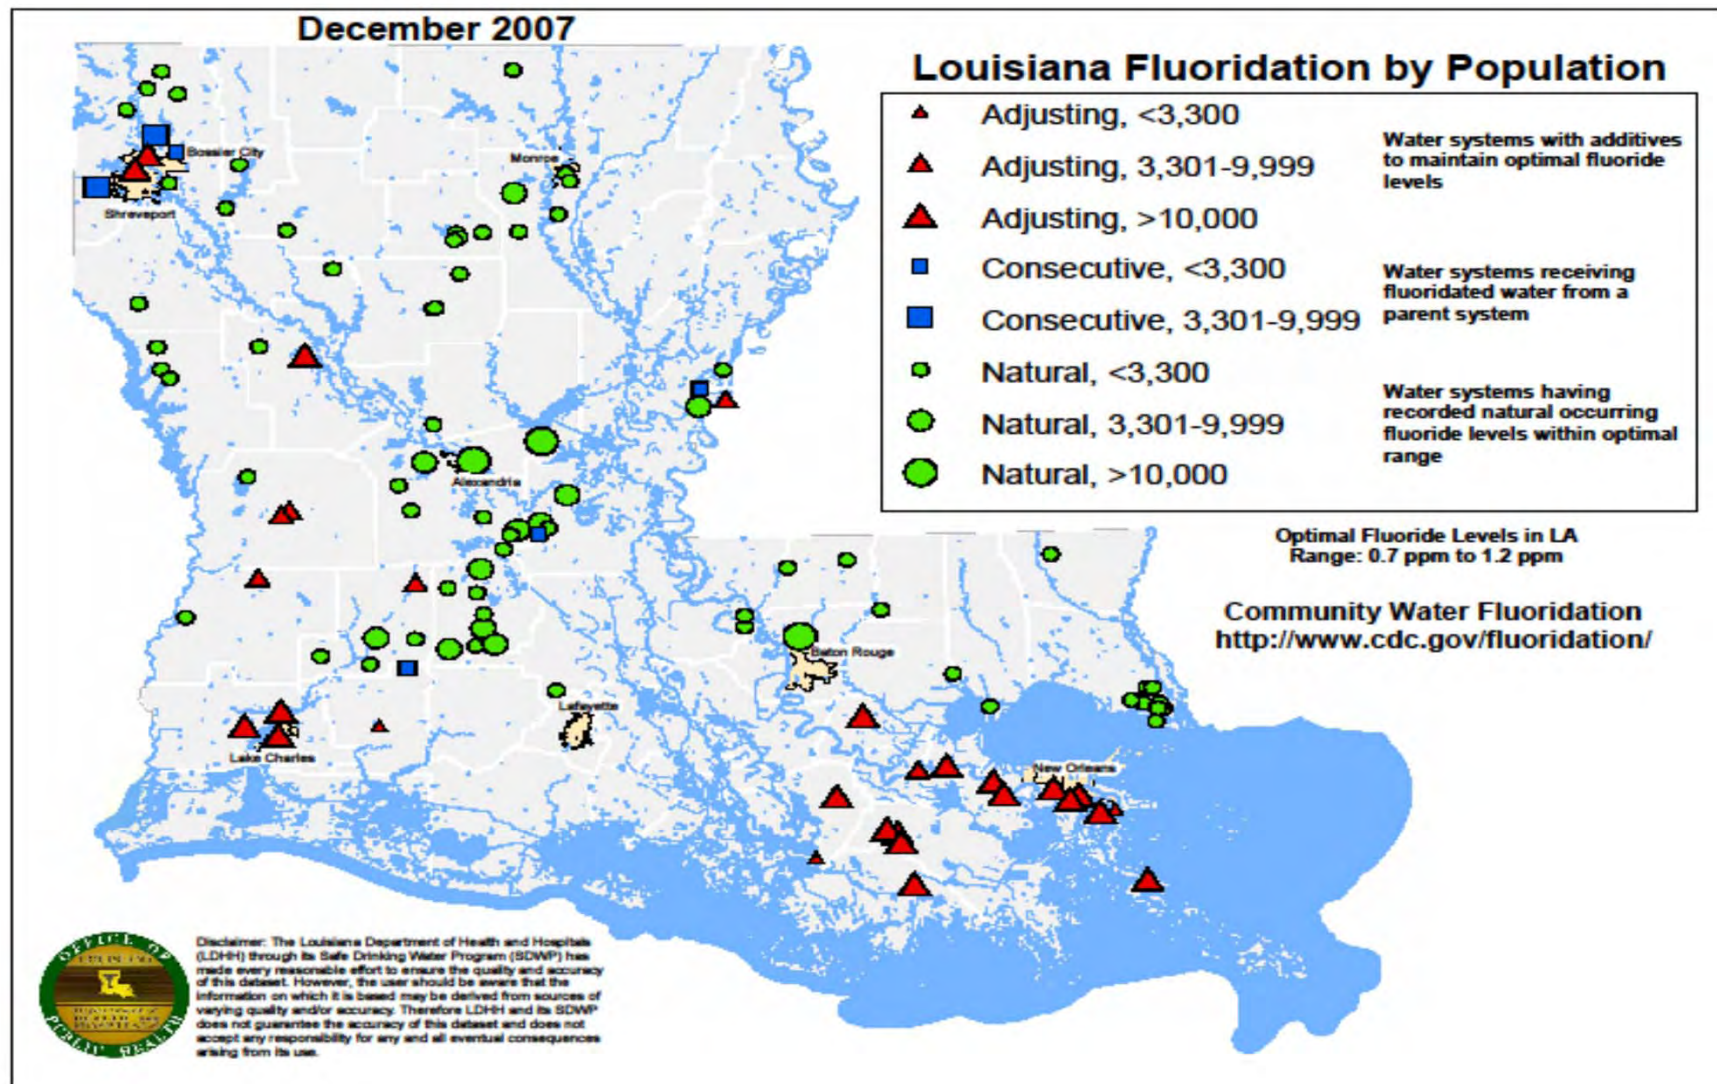 December 2007
Louisiana Fluoridation by Population
Adjusting, <3,300
Adjusting, 3,301-9,999
Adjusting, >10,000
Water systems with additives
to maintain optimal fluoride
levels
Consecutive, <3,300
Consecutive, 3,301-9,999
Water systems receiving
fluoridated water from a
parent system
Natural, <3,300
Natural, 3,301-9,999
Natural, >10,000
Water systems having
recorded natural occurring
fluoride levels within optimal
range
Optimal Fluoride Levels in LA
Range: 0.7 ppm to 1.2 ppm
Community Water Fluoridation
http://www.cdc.gov/fluoridation/
Bossier City
Monroe
Shreveport
Alexandria
Baton Rouge
Lafayette
Lake Charles
New Orleans
OFFICE OF
PUBLIC HEALTH
Disclaimer: The Louisiana Department of Health and Hospitals
(LDHH) through its Safe Drinking Water Program (SDWP) has
made every reasonable effort to ensure the quality and accuracy
of this dataset. However, the user should be aware that the
information on which it is based may be derived from sources of
varying quality and/or accuracy. Therefore LDHH and its SDWP
does not guarantee the accuracy of this dataset and does not
accept any responsibility for any and all eventual consequences
arising from its use.